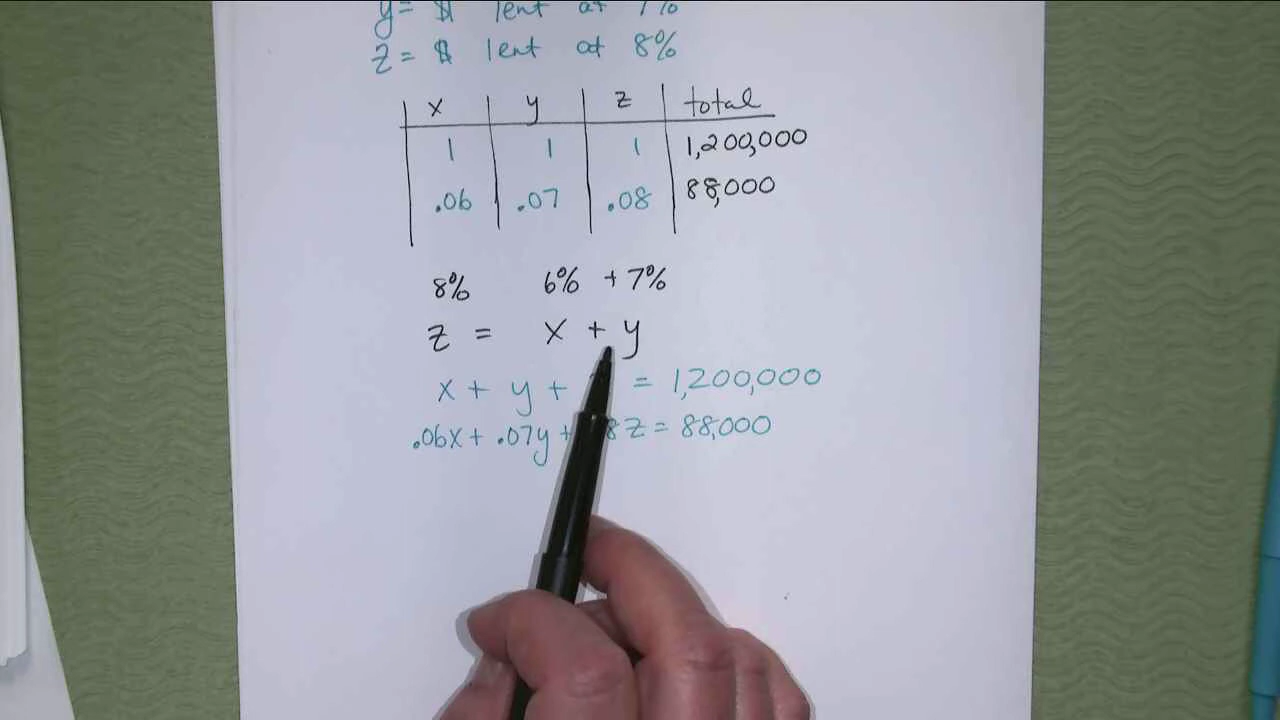 y = $ lent at 7%
z = $ lent at 8%
x y z total
1 1 1 1,200,000
.06 .07 .08 88,000
8% 6% + 7%
z = x + y
x + y + = 1,200,000
.06x + .07y + 8z = 88,000